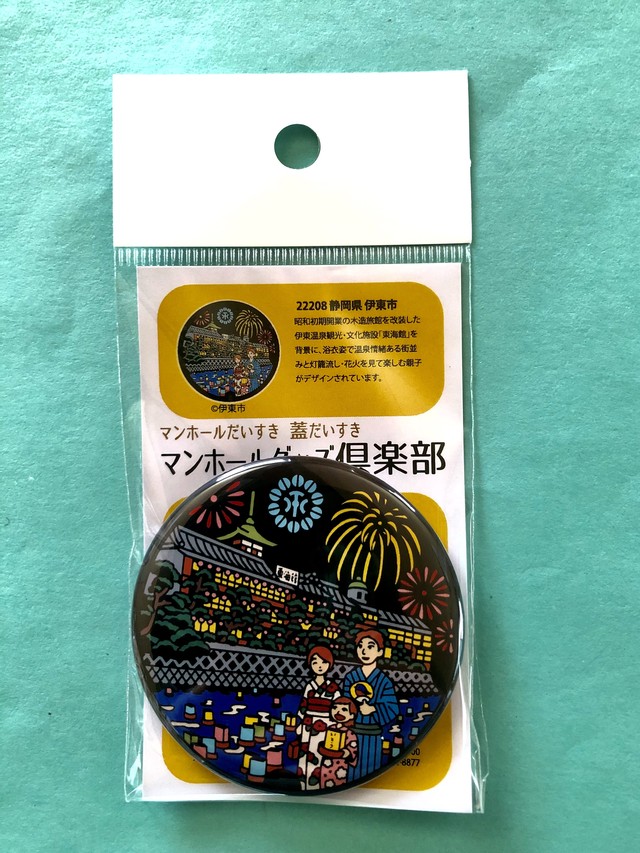 22208 静岡県 伊東市
昭和初期開業の木造旅館を改装した
伊東温泉観光・文化施設「東海館」を
背景に、浴衣姿で温泉情緒ある街並
みと灯籠流し・花火を見て楽しむ親子
がデザインされています。
©伊東市
マンホールだいすき 蓋だいすき
マンホールグッズ倶楽部
00
-8877